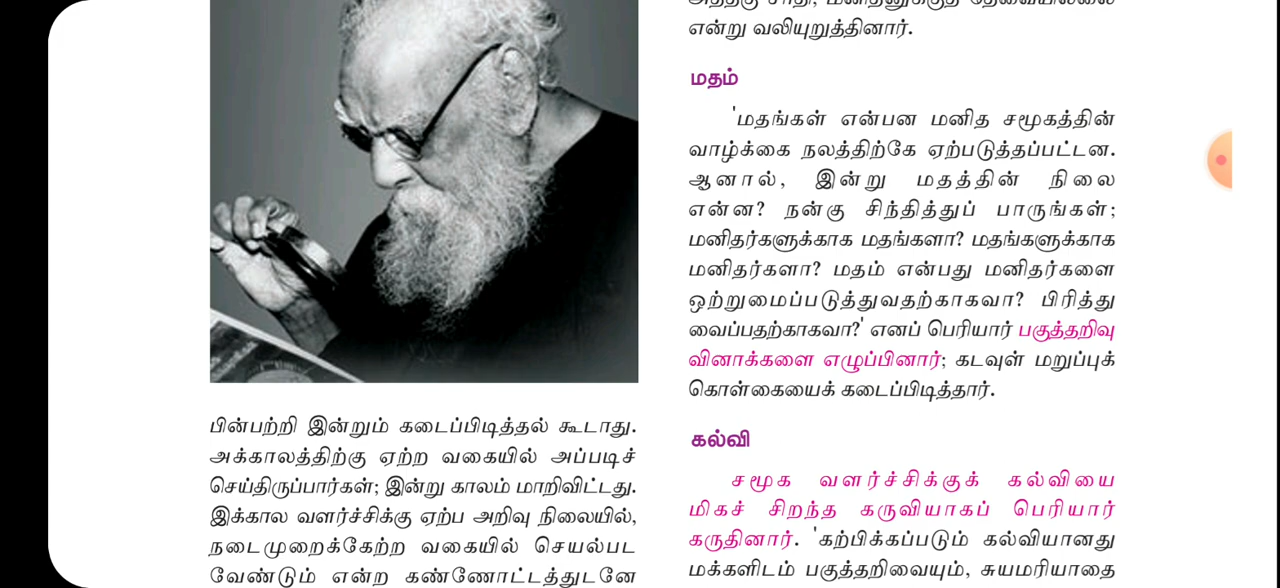 பின்பற்றி இன்றும் கடைப்பிடித்தல் கூடாது.
அக்காலத்திற்கு ஏற்ற வகையில் அப்படிச்
செய்திருப்பார்கள்; இன்று காலம் மாறிவிட்டது.
இக்கால வளர்ச்சிக்கு ஏற்ப அறிவு நிலையில்,
நடைமுறைக்கேற்ற வகையில் செயல்பட
வேண்டும் என்ற கண்ணோட்டத்துடனே
என்று வலியுறுத்தினார்.
மதம்
'மதங்கள் என்பன மனித சமூகத்தின்
வாழ்க்கை நலத்திற்கே ஏற்படுத்தப்பட்டன.
ஆனால், இன்று மதத்தின் நிலை
என்ன? நன்கு சிந்தித்துப் பாருங்கள்;
மனிதர்களுக்காக மதங்களா? மதங்களுக்காக
மனிதர்களா? மதம் என்பது மனிதர்களை
ஒற்றுமைப்படுத்துவதற்காகவா? பிரித்து
வைப்பதற்காகவா?' எனப் பெரியார் பகுத்தறிவு
வினாக்களை எழுப்பினார்; கடவுள் மறுப்புக்
கொள்கையைக் கடைப்பிடித்தார்.
கல்வி
சமூக வளர்ச்சிக்குக் கல்வியை
மிகச் சிறந்த கருவியாகப் பெரியார்
கருதினார். 'கற்பிக்கப்படும் கல்வியானது
மக்களிடம் பகுத்தறிவையும், சுயமரியாதை